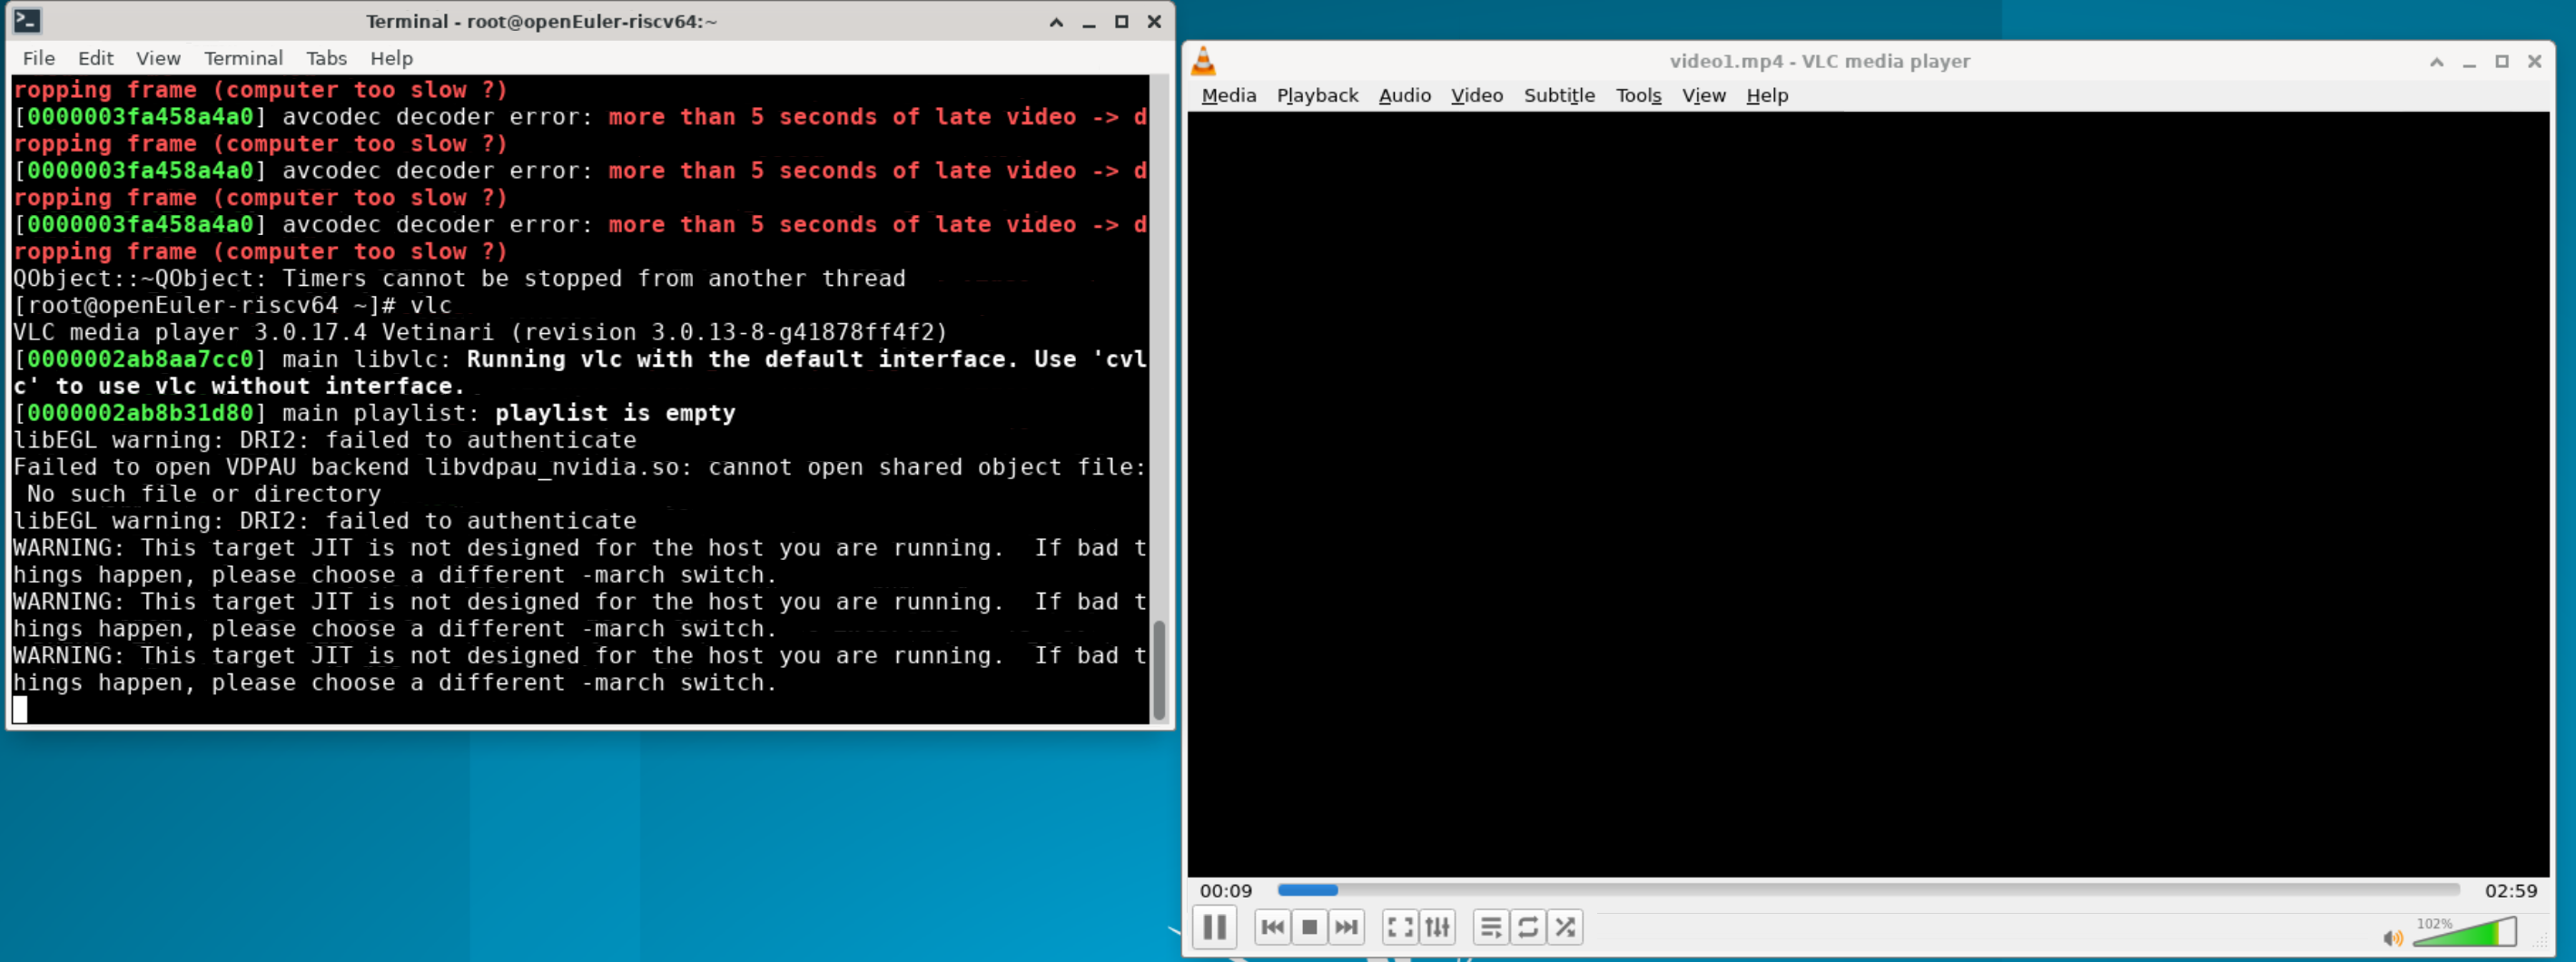 Terminal - root@openEuler-riscv64:~
File Edit View Terminal Tabs Help
ropping frame (computer too slow ?)
[0000003fa458a4a0] avcodec decoder error: more than 5 seconds of late video -> d
ropping frame (computer too slow ?)
[0000003fa458a4a0] avcodec decoder error: more than 5 seconds of late video -> d
ropping frame (computer too slow ?)
[0000003fa458a4a0] avcodec decoder error: more than 5 seconds of late video -> d
ropping frame (computer too slow ?)
QObject::~QObject: Timers cannot be stopped from another thread
[root@openEuler-riscv64 ~]# vlc
VLC media player 3.0.17.4 Vetinari (revision 3.0.13-8-g41878ff4f2)
[0000002ab8aa7cc0] main libvlc: Running vlc with the default interface. Use 'cvl
c' to use vlc without interface.
[0000002ab8b31d80] main playlist: playlist is empty
libEGL warning: DRI2: failed to authenticate
Failed to open VDPAU backend libvdpau_nvidia.so: cannot open shared object file:
 No such file or directory
libEGL warning: DRI2: failed to authenticate
WARNING: This target JIT is not designed for the host you are running.  If bad t
hings happen, please choose a different -march switch.
WARNING: This target JIT is not designed for the host you are running.  If bad t
hings happen, please choose a different -march switch.
WARNING: This target JIT is not designed for the host you are running.  If bad t
hings happen, please choose a different -march switch.
video1.mp4 - VLC media player
Media Playback Audio Video Subtitle Tools View Help
00:09 02:59
102%